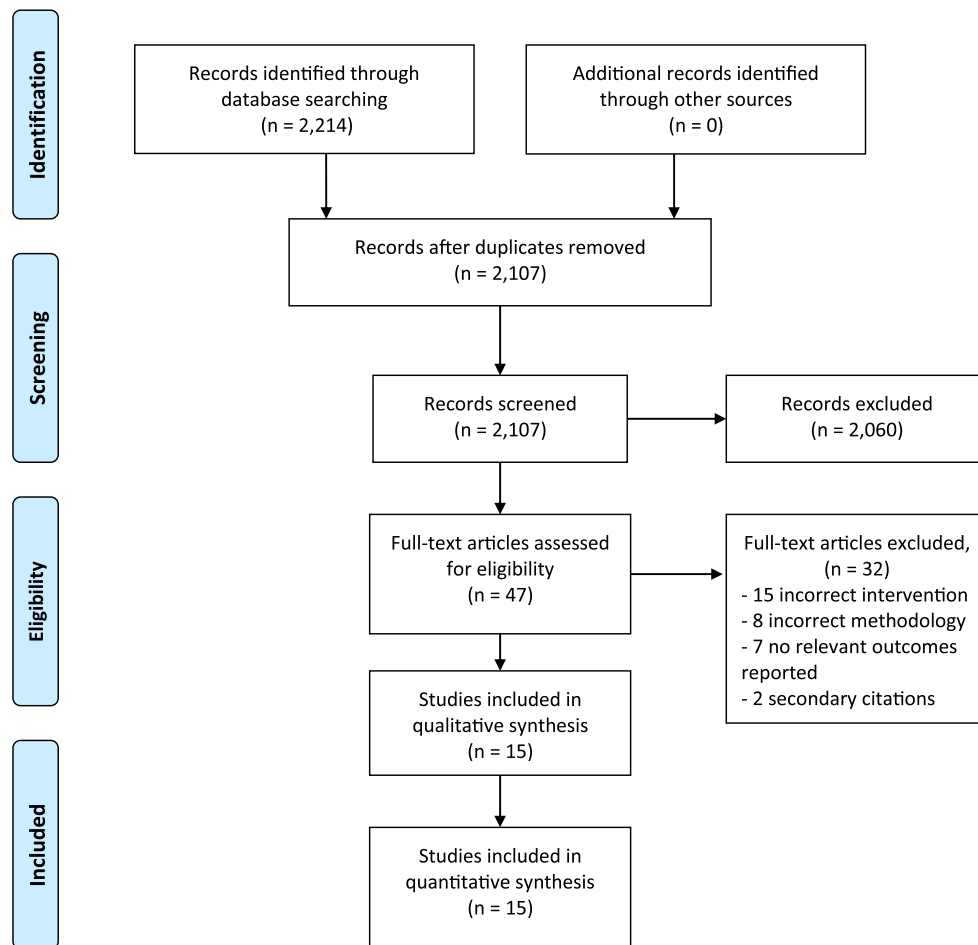 Identification
Records identified through
database searching
(n = 2,214)
Additional records identified
through other sources
(n = 0)
Records after duplicates removed
(n = 2,107)
Screening
Records screened
(n = 2,107)
Records excluded
(n = 2,060)
Eligibility
Full-text articles assessed
for eligibility
(n = 47)
Full-text articles excluded,
(n = 32)
- 15 incorrect intervention
- 8 incorrect methodology
- 7 no relevant outcomes
reported
- 2 secondary citations
Studies included in
qualitative synthesis
(n = 15)
Included
Studies included in
quantitative synthesis
(n = 15)